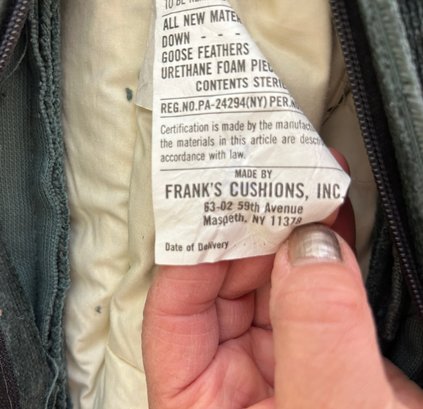 TO BE
ALL NEW MATE
DOWN - -
GOOSE FEATHERS
URETHANE FOAM PIE
CONTENTS STERI
REG.NO.PA-24294(NY) PER.N
Certification is made by the manufac
the materials in this article are desc
accordance with law.
MADE BY
FRANK'S CUSHIONS, INC.
63-02 59th Avenue
Maspeth, NY 11378
Date of Delivery